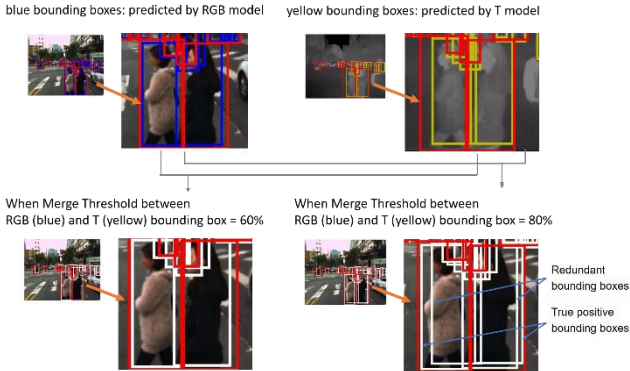 blue bounding boxes: predicted by RGB model
yellow bounding boxes: predicted by T model
When Merge Threshold between
RGB (blue) and T (yellow) bounding box = 60%
When Merge Threshold between
RGB (blue) and T (yellow) bounding box = 80%
Redundant
bounding boxes
True positive
bounding boxes